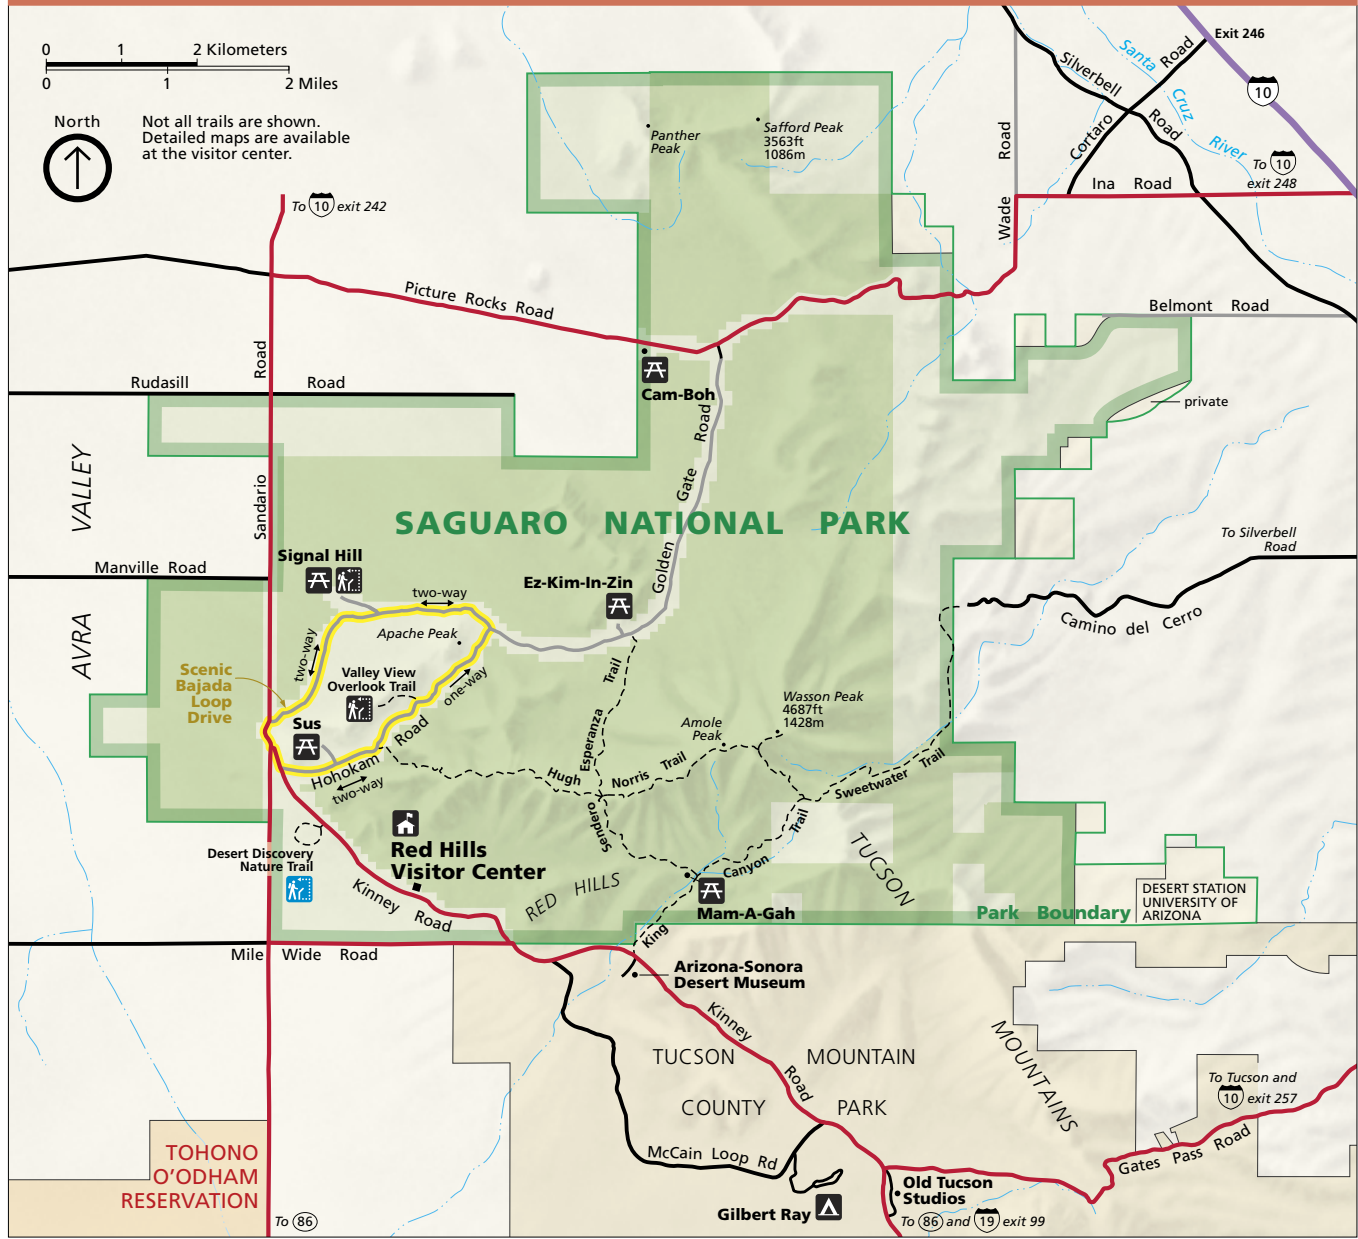 0 1 2 Kilometers
0 1 2 Miles
North
Not all trails are shown.
Detailed maps are available
at the visitor center.
To 10 exit 242
Panther
Peak
Safford Peak
3563ft
1086m
Silverbell
Road
Santa
Cruz
River
Cortaro
Road
Exit 246
10
To 10
exit 248
Ina Road
Wade
Road
Picture Rocks Road
Belmont Road
private
Rudasill Road
Cam-Boh
Sandario
Road
VALLEY
AVRA
Golden Gate Road
SAGUARO NATIONAL PARK
To Silverbell
Road
Camino del Cerro
Manville Road
Signal Hill
Ez-Kim-In-Zin
two-way
two-way
Apache Peak
Valley View
Overlook Trail
one-way
Scenic
Bajada
Loop
Drive
Sus
Hohokam Road
two-way
Esperanza
Trail
Wasson Peak
4687ft
1428m
Amole
Peak
Hugh Norris Trail
Sendero
Sweetwater Trail
Desert Discovery
Nature Trail
Red Hills
Visitor Center
Kinney Road
RED HILLS
King
Canyon
Trail
Mam-A-Gah
TUCSON
MOUNTAINS
Park Boundary
DESERT STATION
UNIVERSITY OF
ARIZONA
Mile Wide Road
Arizona-Sonora
Desert Museum
Kinney
Road
TUCSON MOUNTAIN
COUNTY PARK
McCain Loop Rd
Gilbert Ray
To Tucson and
10 exit 257
Gates Pass Road
Old Tucson
Studios
To 86 and 19 exit 99
TOHONO
O'ODHAM
RESERVATION
To 86